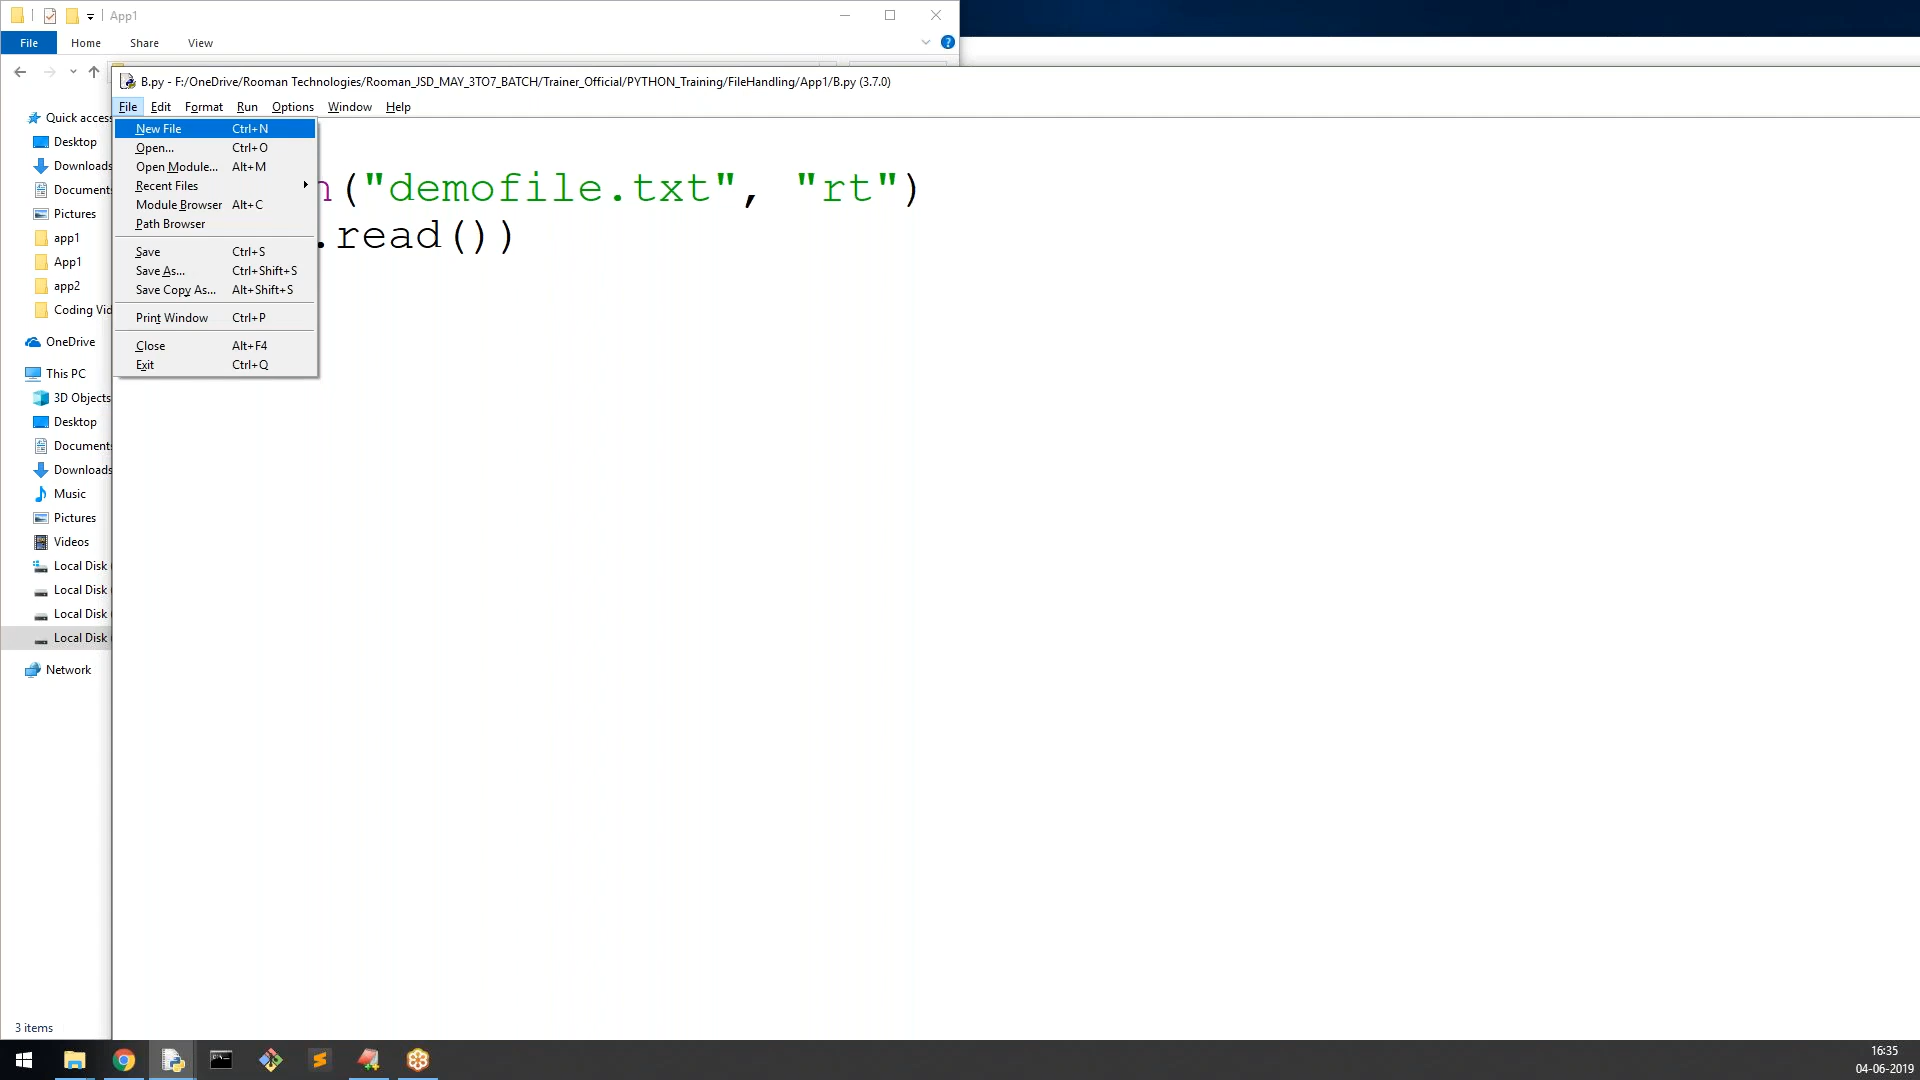 App1
File Home Share View
B.py - F:/OneDrive/Rooman Technologies/Rooman_JSD_MAY_3TO7_BATCH/Trainer_Official/PYTHON_Training/FileHandling/App1/B.py (3.7.0)
File Edit Format Run Options Window Help
New File Ctrl+N
Open... Ctrl+O
Open Module... Alt+M
Recent Files
Module Browser Alt+C
Path Browser
Save Ctrl+S
Save As... Ctrl+Shift+S
Save Copy As... Alt+Shift+S
Print Window Ctrl+P
Close Alt+F4
Exit Ctrl+Q
("demofile.txt", "rt")
.read())
Quick access
Desktop
Downloads
Document
Pictures
app1
App1
app2
Coding Vid
OneDrive
This PC
3D Objects
Desktop
Document
Downloads
Music
Pictures
Videos
Local Disk
Local Disk
Local Disk
Local Disk
Network
3 items
16:35
04-06-2019